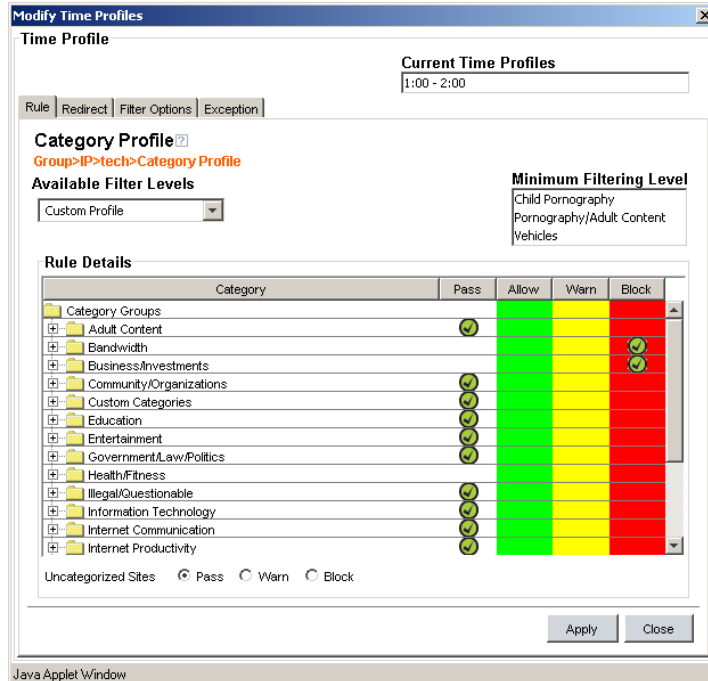 Modify Time Profiles
Time Profile
Current Time Profiles
1:00 - 2:00
Rule Redirect Filter Options Exception
Category Profile ?
Group>IP>tech>Category Profile
Available Filter Levels
Custom Profile
Minimum Filtering Level
Child Pornography
Pornography/Adult Content
Vehicles
Rule Details
Category Pass Allow Warn Block
Category Groups
Adult Content
Bandwidth
Business/Investments
Community/Organizations
Custom Categories
Education
Entertainment
Government/Law/Politics
Health/Fitness
Illegal/Questionable
Information Technology
Internet Communication
Internet Productivity
Uncategorized Sites Pass Warn Block
Apply Close
Java Applet Window